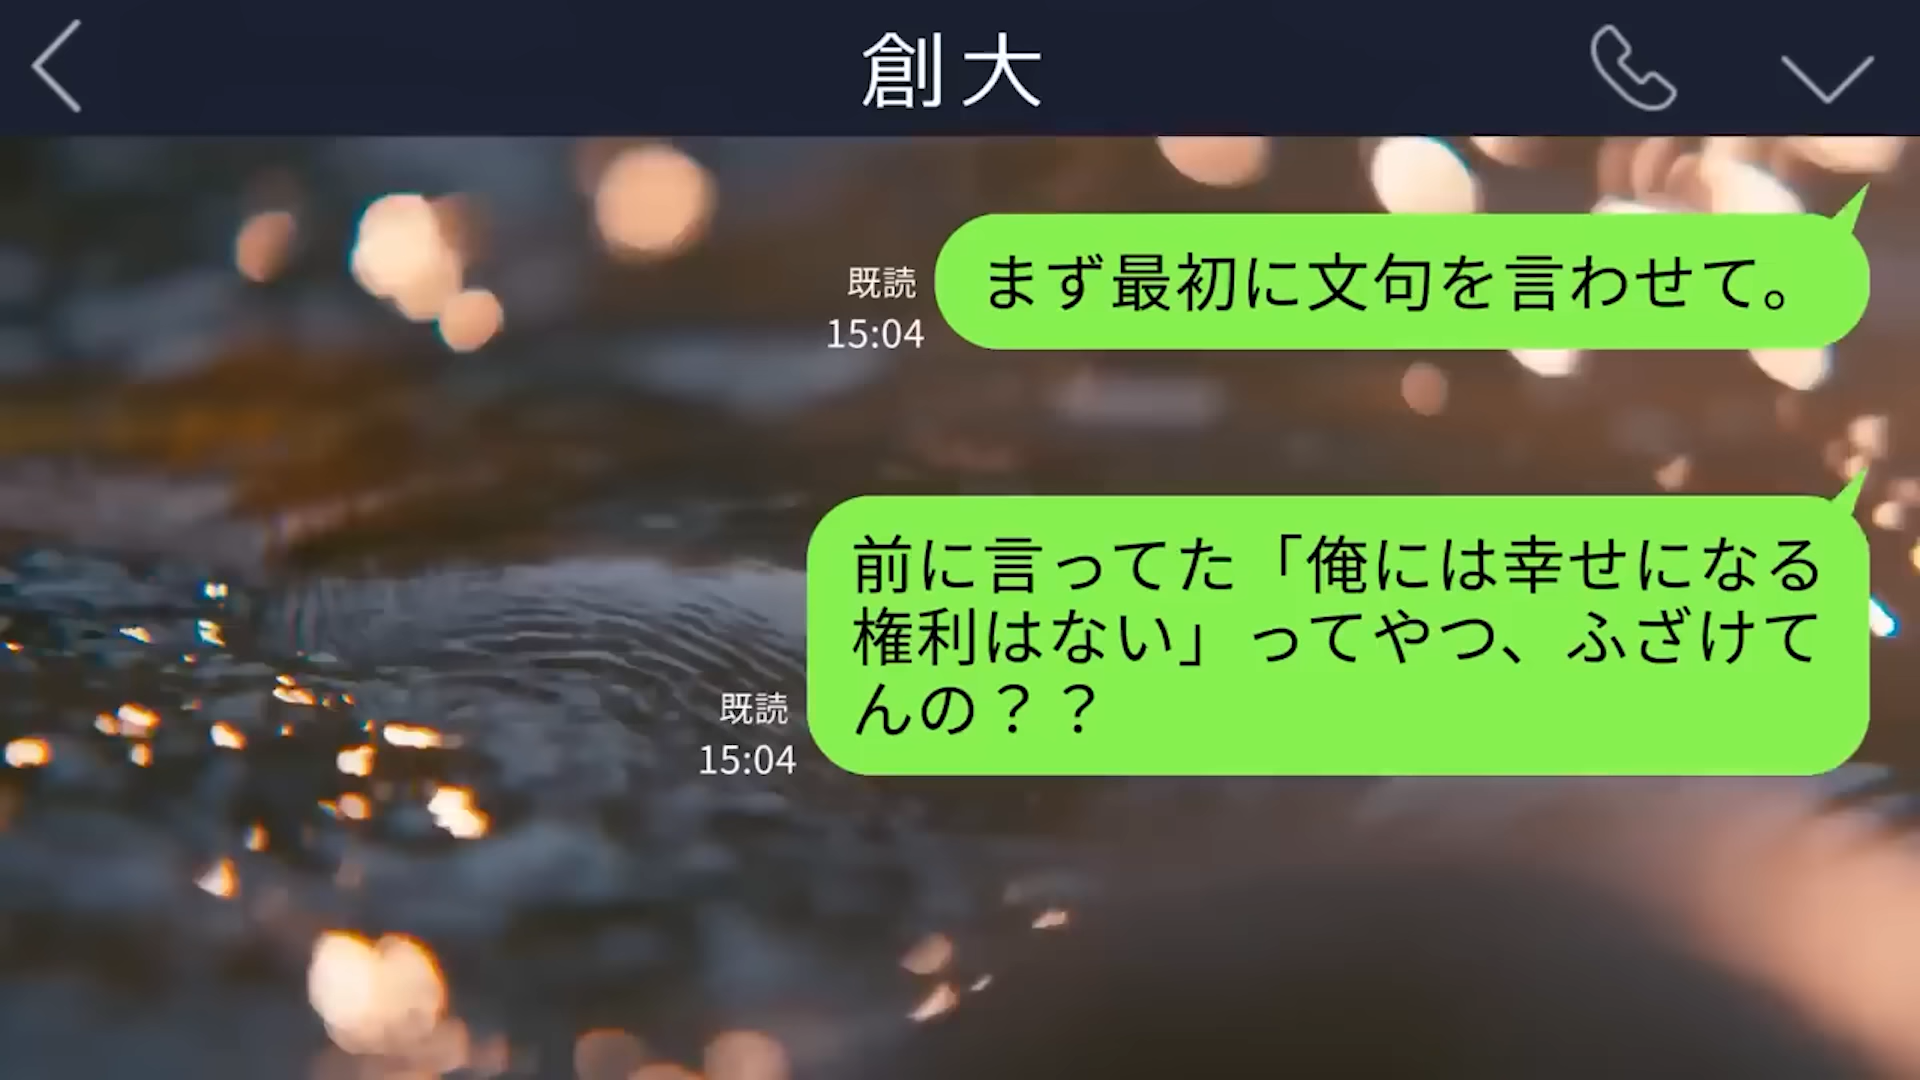 創大
まず最初に文句を言わせて。
既読
15:04
前に言ってた「俺には幸せになる
権利はない」ってやつ、ふざけて
んの？？
既読
15:04